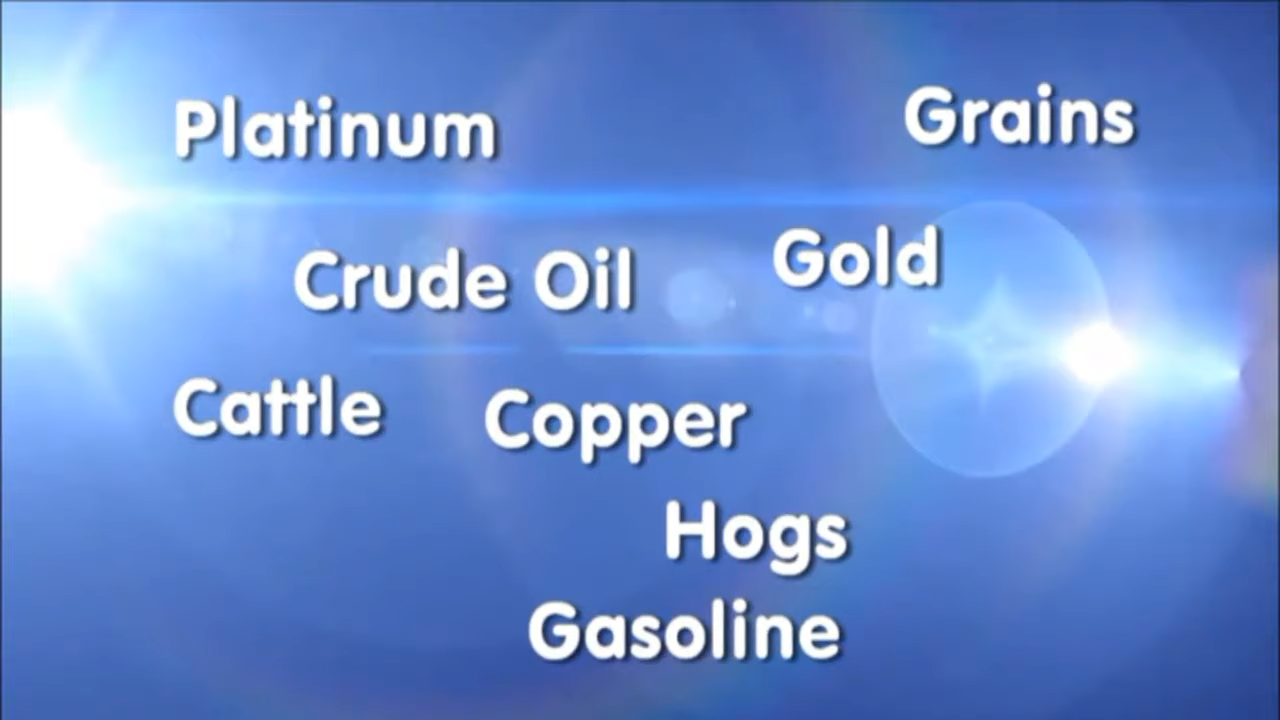 Platinum
Grains
Crude Oil
Gold
Cattle
Copper
Hogs
Gasoline